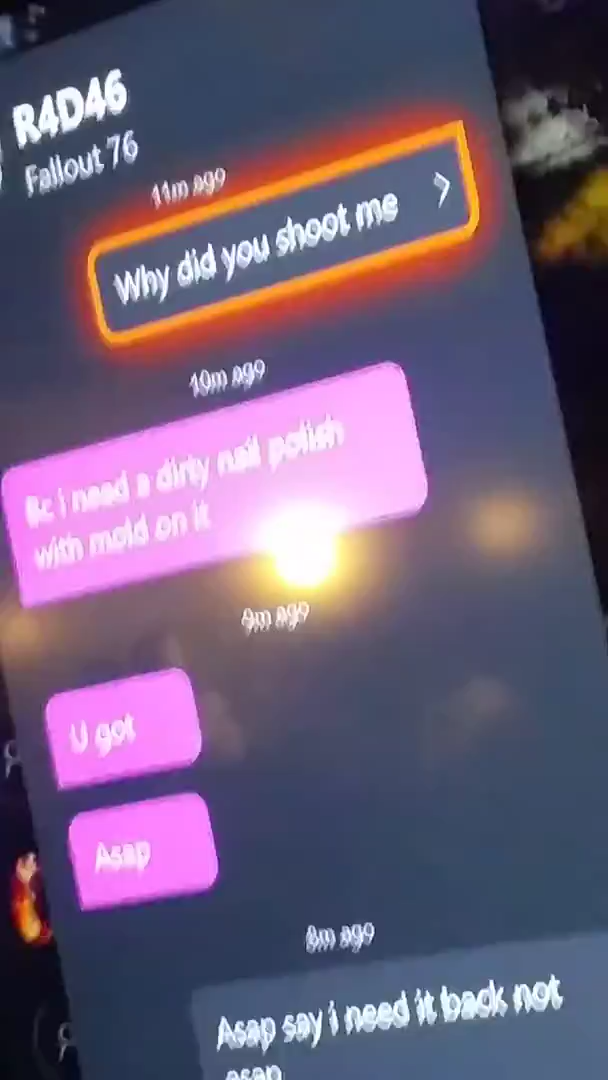 R4D46
Fallout 76
11m ago
Why did you shoot me
10m ago
Bc i need a dirty nail polish
with mold on it
9m ago
U got
Asap
8m ago
Asap say i need it back not
asap